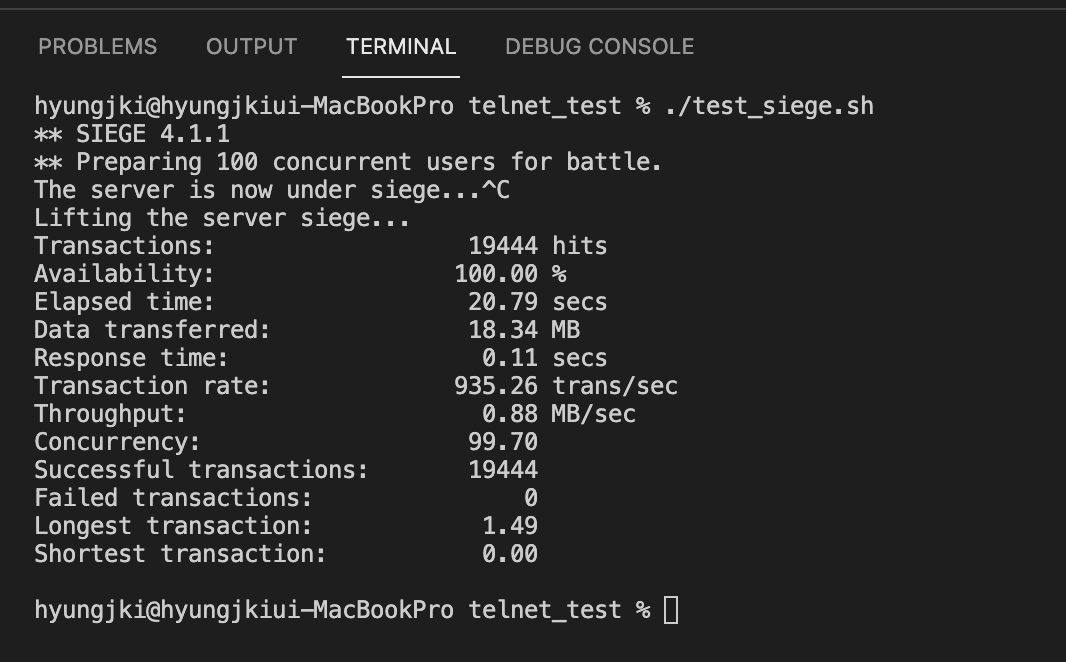 PROBLEMS OUTPUT TERMINAL DEBUG CONSOLE
hyungjki@hyungjkiui-MacBookPro telnet_test % ./test_siege.sh
** SIEGE 4.1.1
** Preparing 100 concurrent users for battle.
The server is now under siege...^C
Lifting the server siege...
Transactions: 19444 hits
Availability: 100.00 %
Elapsed time: 20.79 secs
Data transferred: 18.34 MB
Response time: 0.11 secs
Transaction rate: 935.26 trans/sec
Throughput: 0.88 MB/sec
Concurrency: 99.70
Successful transactions: 19444
Failed transactions: 0
Longest transaction: 1.49
Shortest transaction: 0.00
hyungjki@hyungjkiui-MacBookPro telnet_test %